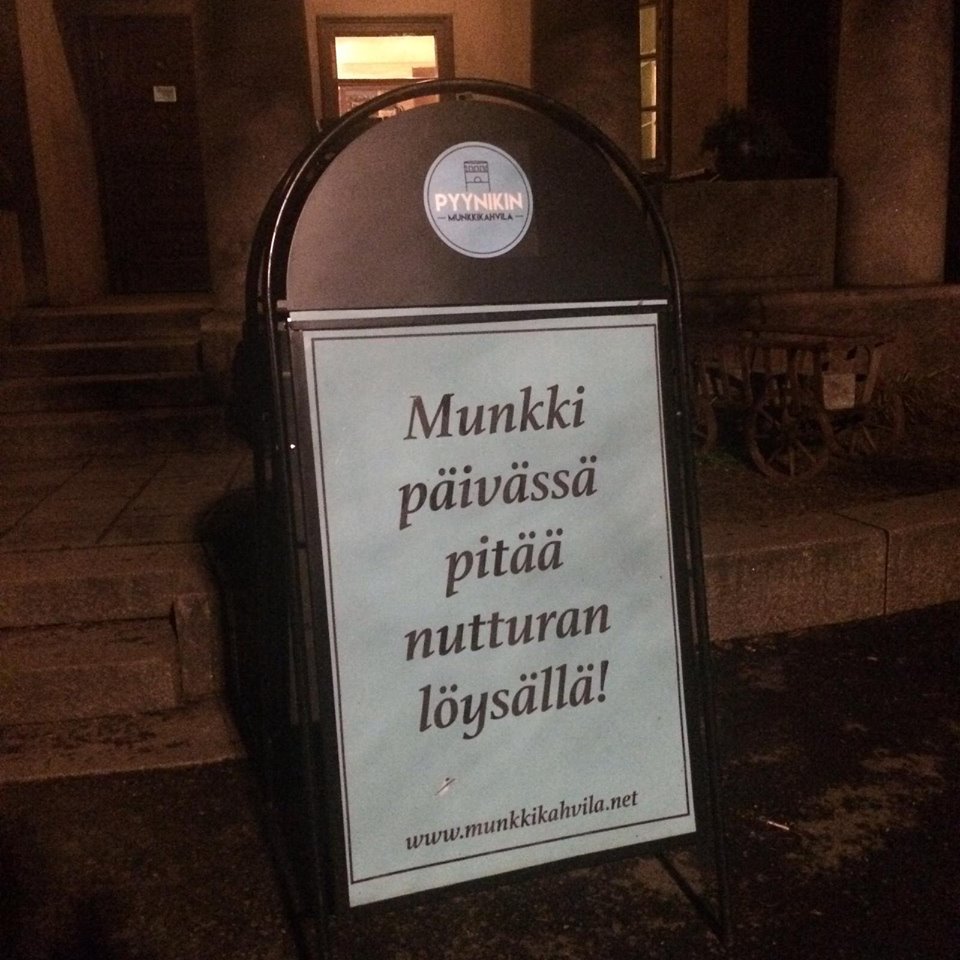 PYYNIKIN
MUNKKIKAHVILA
Munkki
päivässä
pitää
nutturan
löysällä!
www.munkkikahvila.net